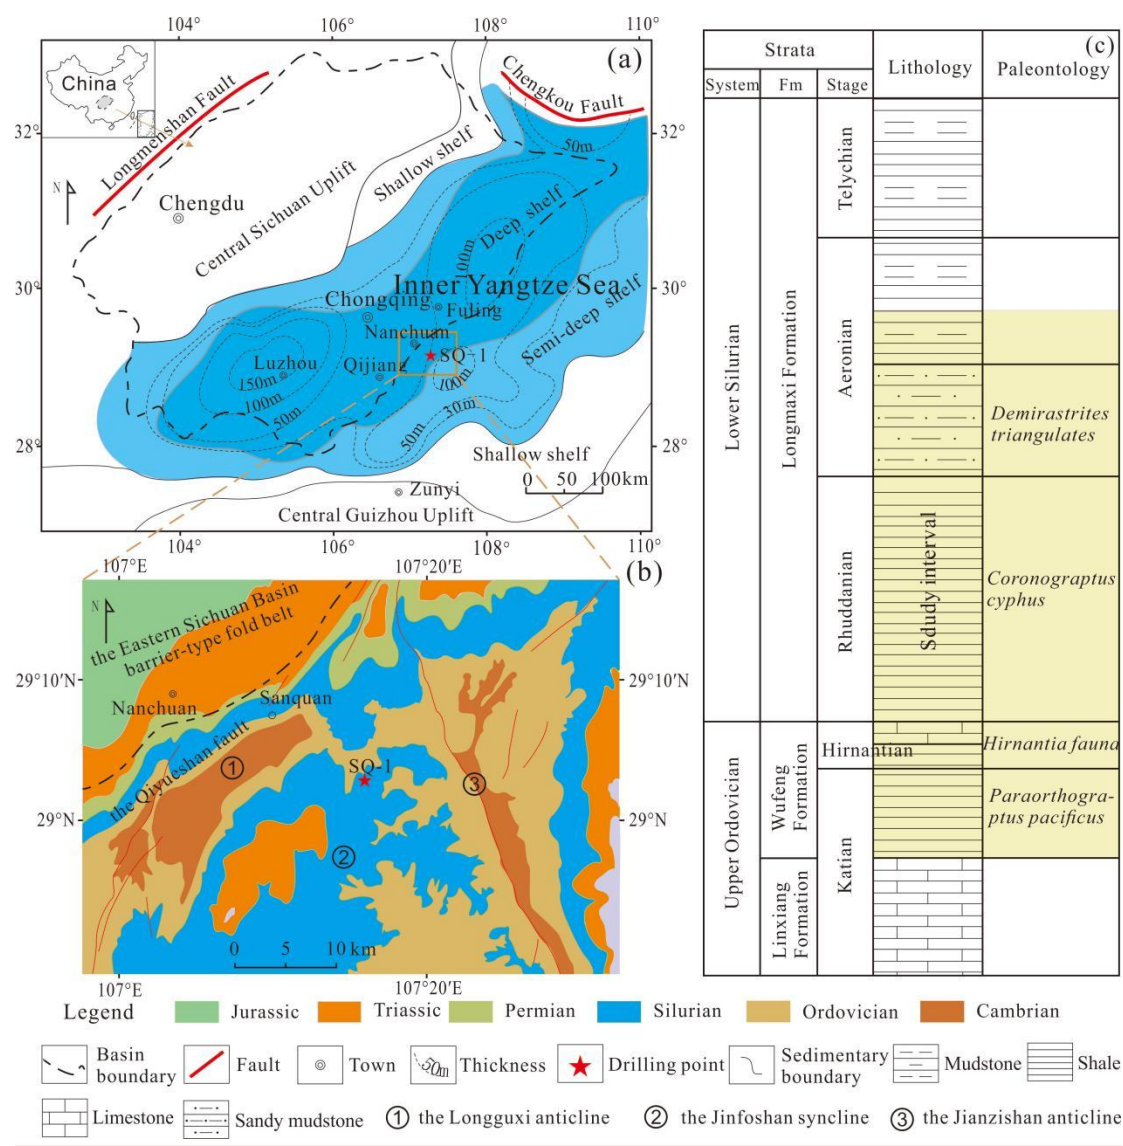 104°
106°
108°
110°
(a)
China
Longmenshan Fault
Chengkou Fault
50m
32°
32°
N
Shallow shelf
Chengdu
Central Sichuan Uplift
Deep shelf
100m
30°
30°
Inner Yangtze Sea
Chongqing
Fuling
Semi-deep shelf
Nanchuan
SQ-1
Luzhou
Qijiang
150m
100m
100m
50m
50m
50m
28°
28°
Shallow shelf
0 50 100km
Zunyi
Central Guizhou Uplift
104°
106°
108°
110°
107°E
107°20′E
(b)
N
the Eastern Sichuan Basin
barrier-type fold belt
29°10′N
29°10′N
Nanchuan
Sanquan
the Qiyueshan fault
①
SQ-1
③
29°N
29°N
②
0 5 10 km
107°E
107°20′E
(c)
Strata
Lithology
Paleontology
System
Fm
Stage
Lower Silurian
Longmaxi Formation
Telychian
Aeronian
Rhuddanian
Sdudy interval
Demirastrites
triangulates
Coronograptus
cyphus
Upper Ordovician
Wufeng
Formation
Hirnantian
Hirnantia fauna
Katian
Paraorthogra-
ptus pacificus
Linxiang
Formation
Legend
Jurassic
Triassic
Permian
Silurian
Ordovician
Cambrian
Basin
boundary
Fault
Town
50m
Thickness
Drilling point
Sedimentary
boundary
Mudstone
Shale
Limestone
Sandy mudstone
① the Longguxi anticline
② the Jinfoshan syncline
③ the Jianzishan anticline